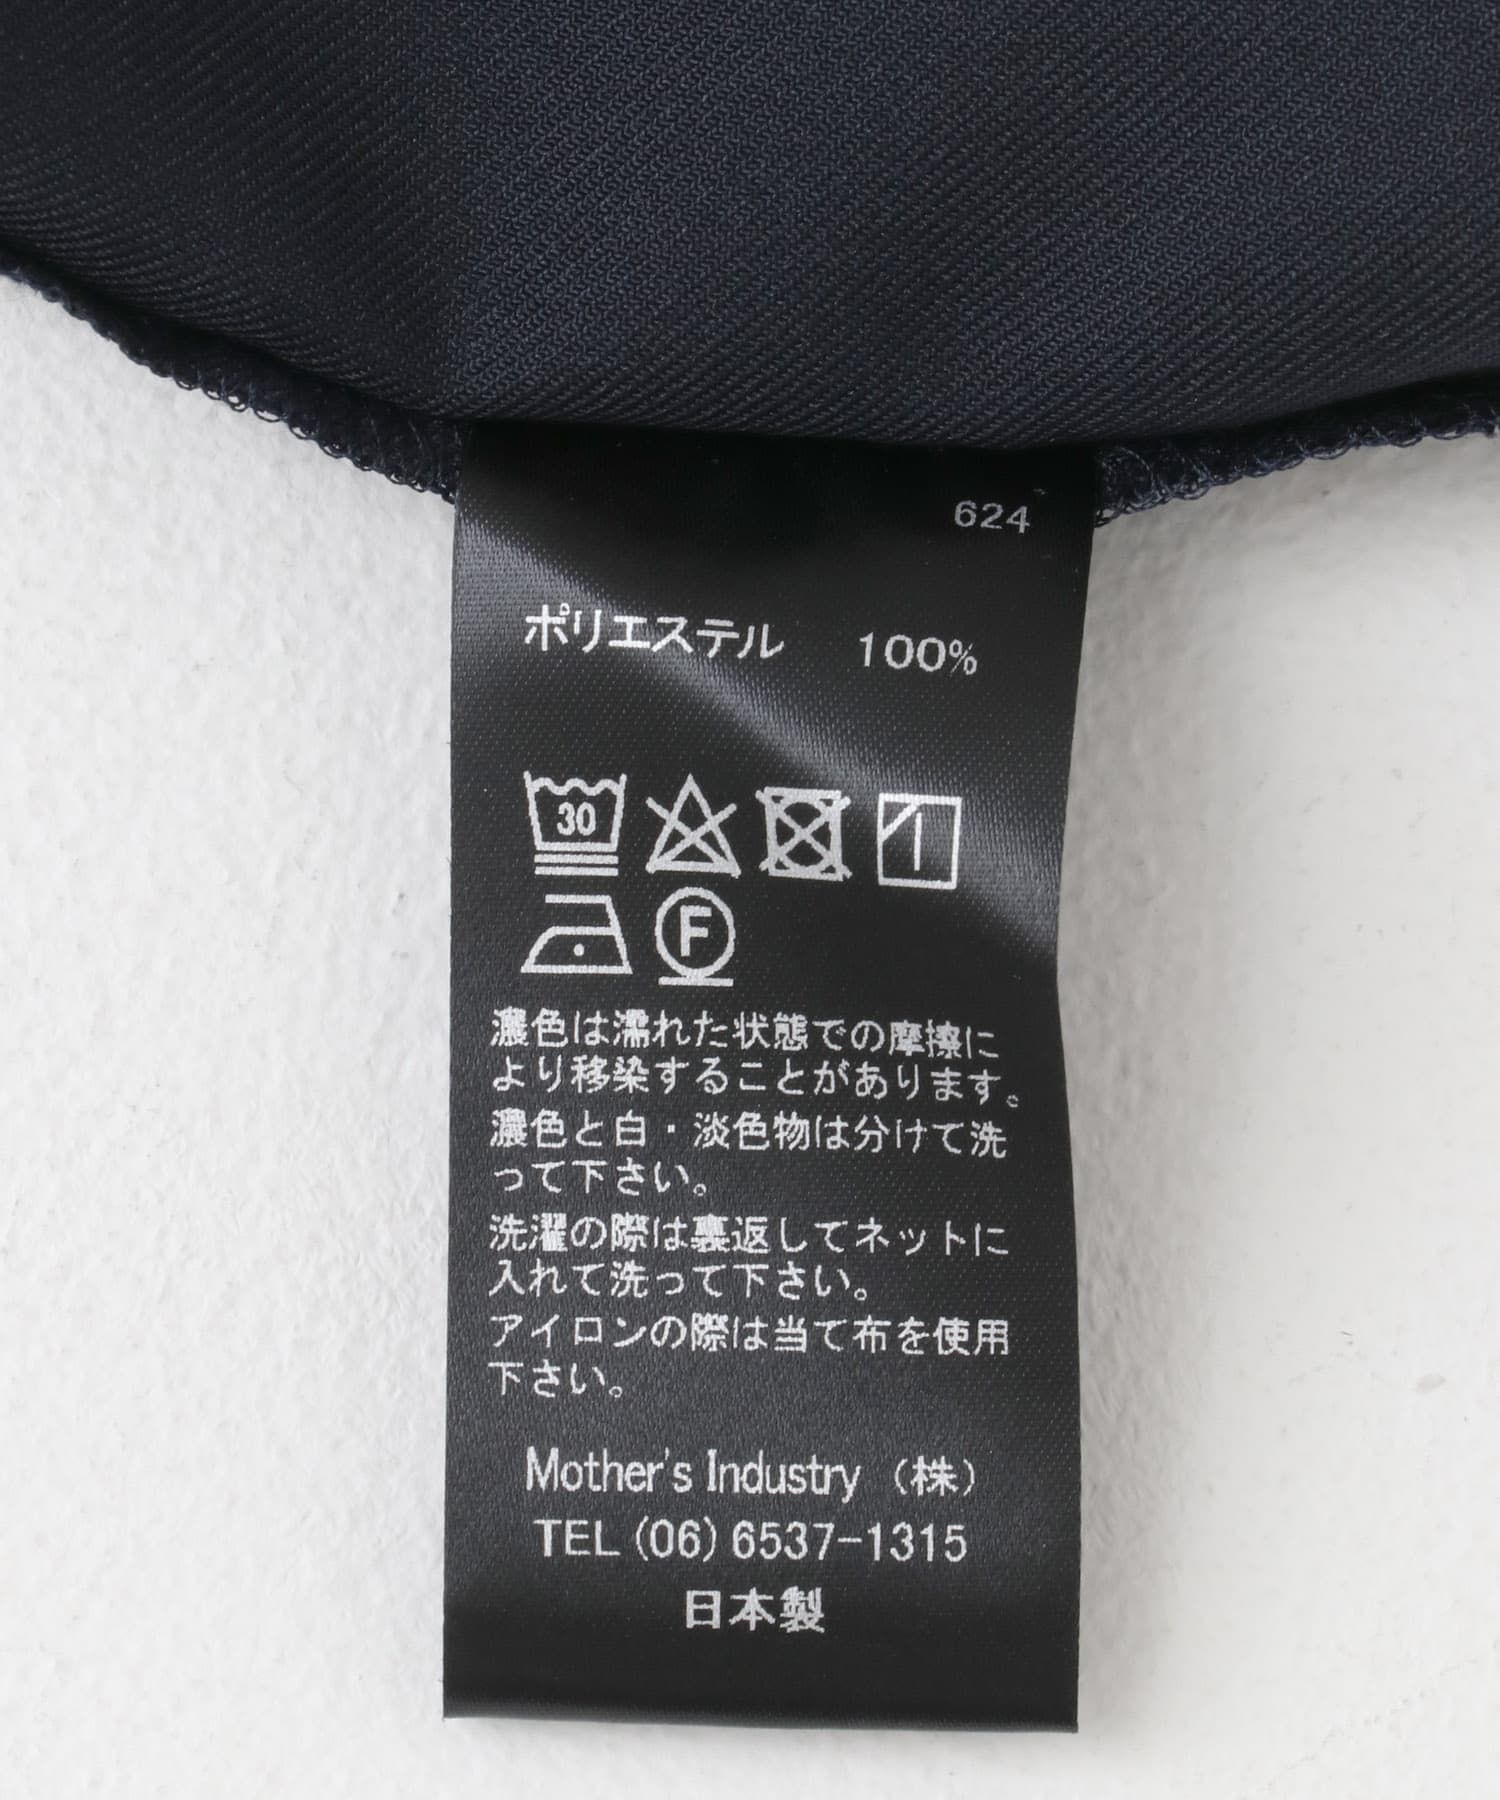 624
ポリエステル 100%
30
F
濃色は濡れた状態での摩擦に
より移染することがあります。
濃色と白・淡色物は分けて洗
って下さい。
洗濯の際は裏返してネットに
入れて洗って下さい。
アイロンの際は当て布を使用
下さい。
Mother's Industry (株)
TEL (06) 6537-1315
日本製